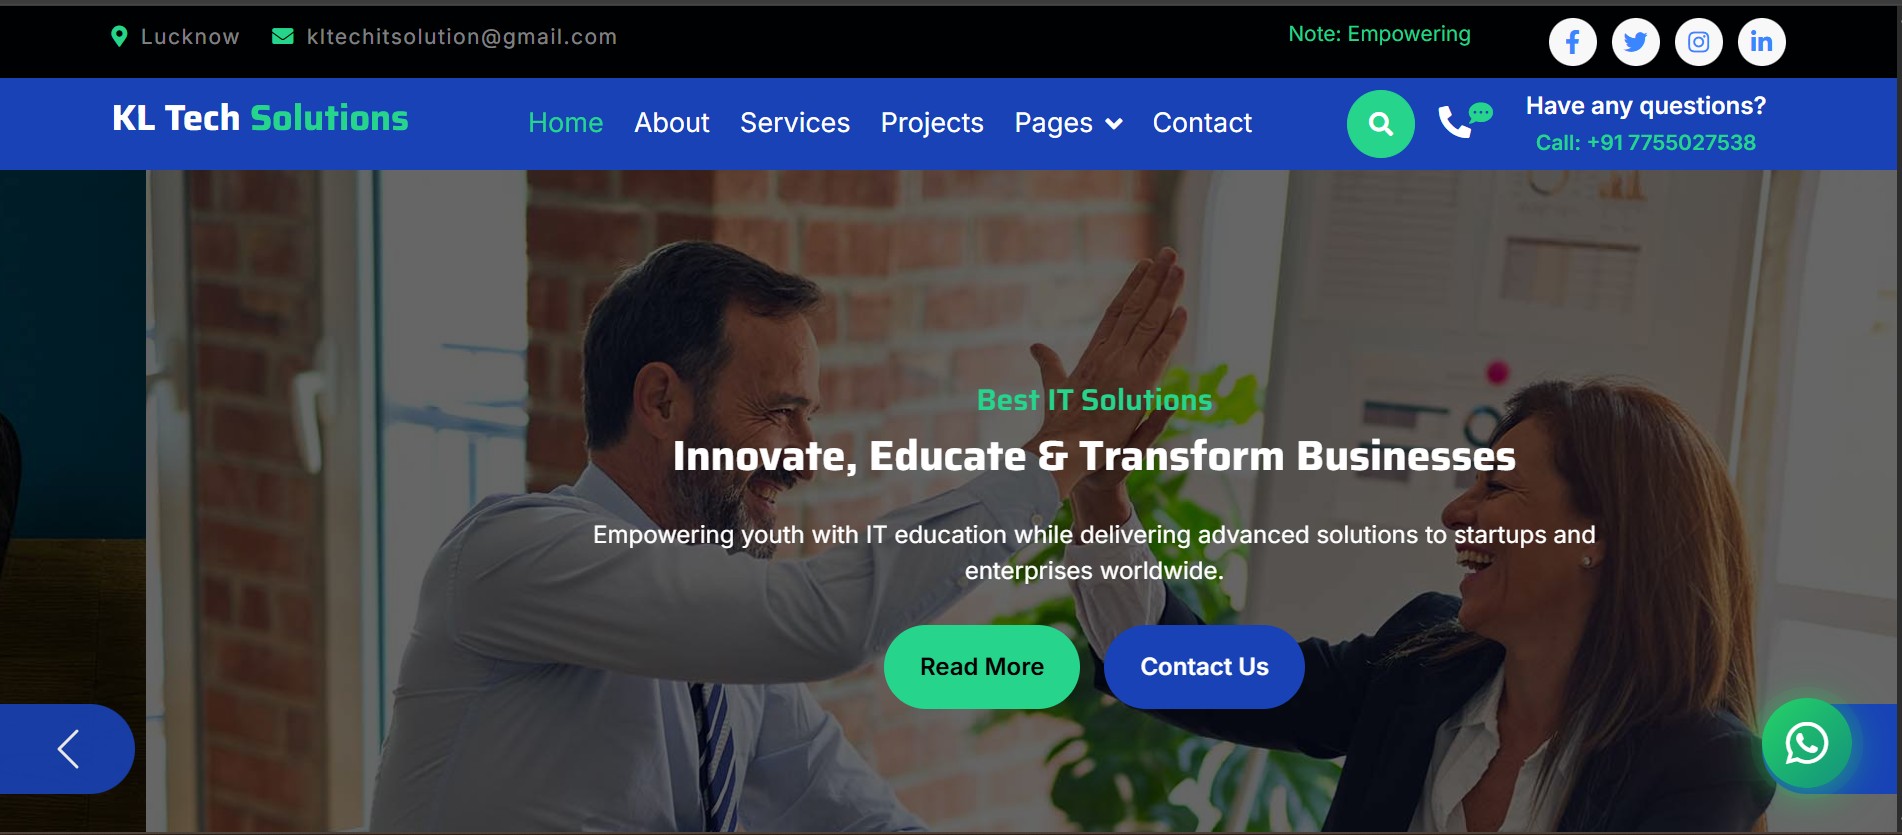 Lucknow kltechitsolution@gmail.com Note: Empowering
KL Tech Solutions
Home About Services Projects Pages Contact
Have any questions?
Call: +91 7755027538
Best IT Solutions
Innovate, Educate & Transform Businesses
Empowering youth with IT education while delivering advanced solutions to startups and
enterprises worldwide.
Read More Contact Us